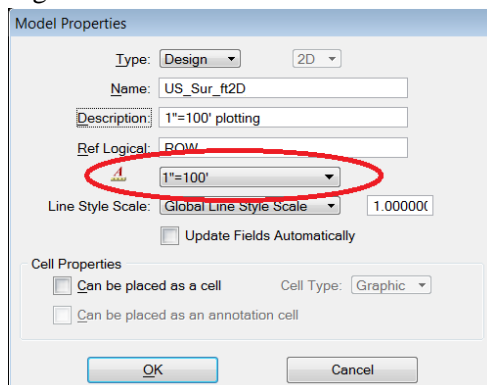 Model Properties
Type: Design 2D
Name: US_Sur_ft2D
Description: 1"=100' plotting
Ref Logical: ROW
1"=100'
Line Style Scale: Global Line Style Scale 1.00000(
Update Fields Automatically
Cell Properties
Can be placed as a cell Cell Type: Graphic
Can be placed as an annotation cell
OK Cancel